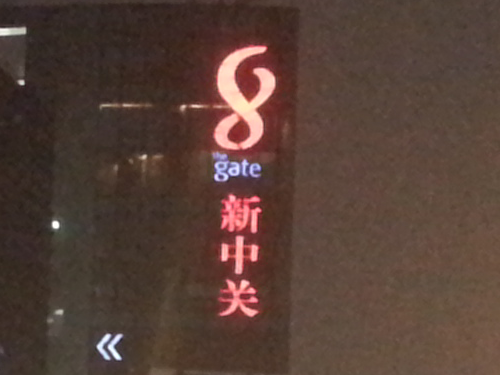 the
gate
新中关